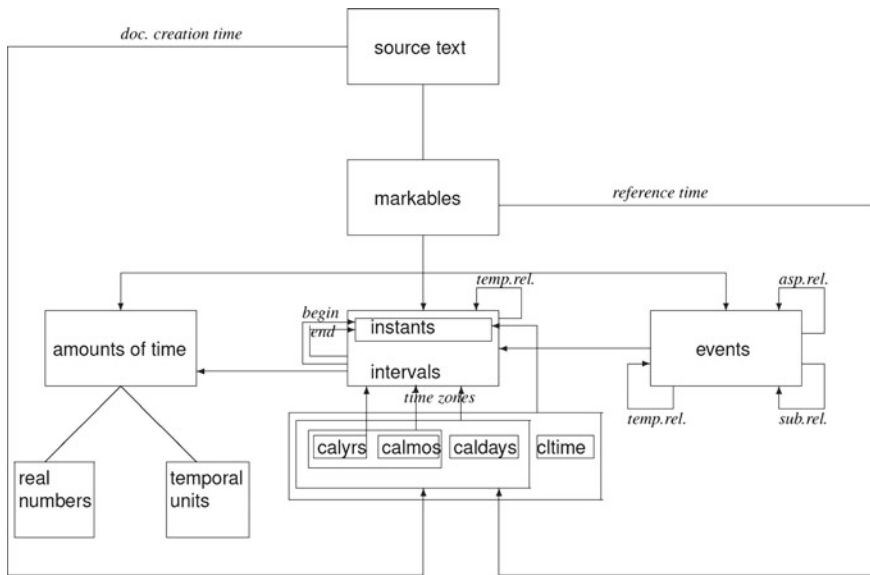 doc. creation time
source text
markables
reference time
temp.rel.
asp.rel.
begin
end
instants
amounts of time
events
intervals
time zones
temp.rel.
sub.rel.
calyrs
calmos
caldays
cltime
real
numbers
temporal
units